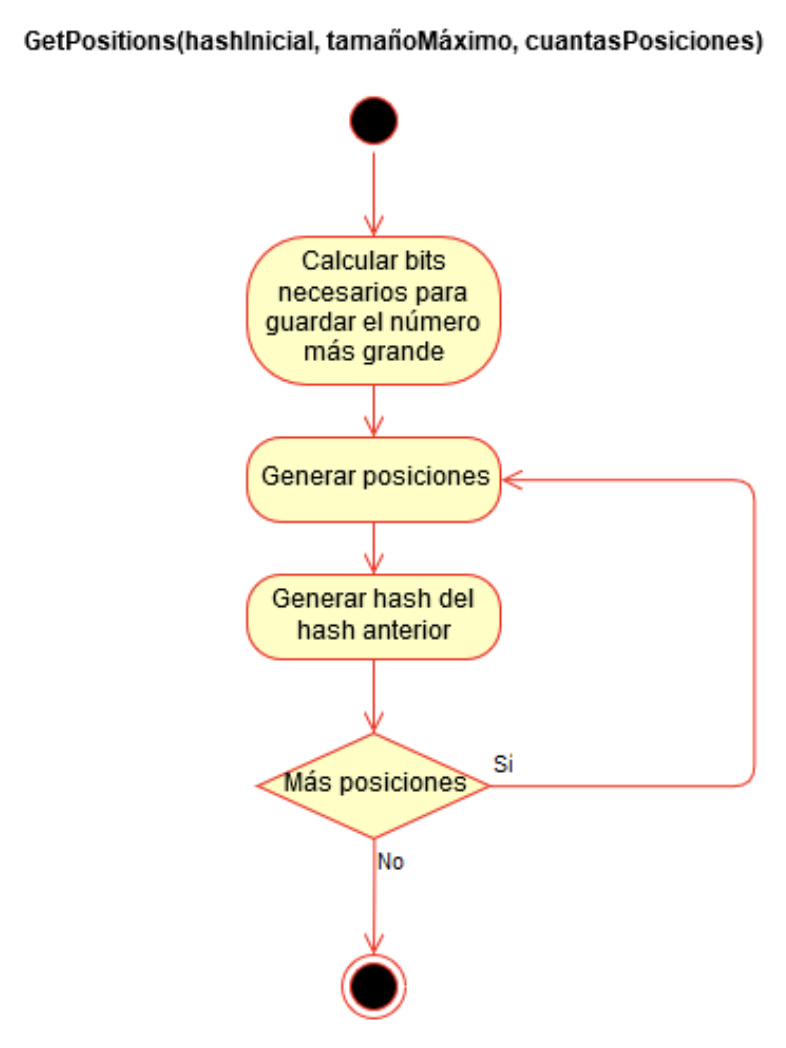 GetPositions(hashInicial, tamañoMáximo, cuantasPosiciones)
Calcular bits
necesarios para
guardar el número
más grande
Generar posiciones
Generar hash del
hash anterior
Más posiciones
Si
No